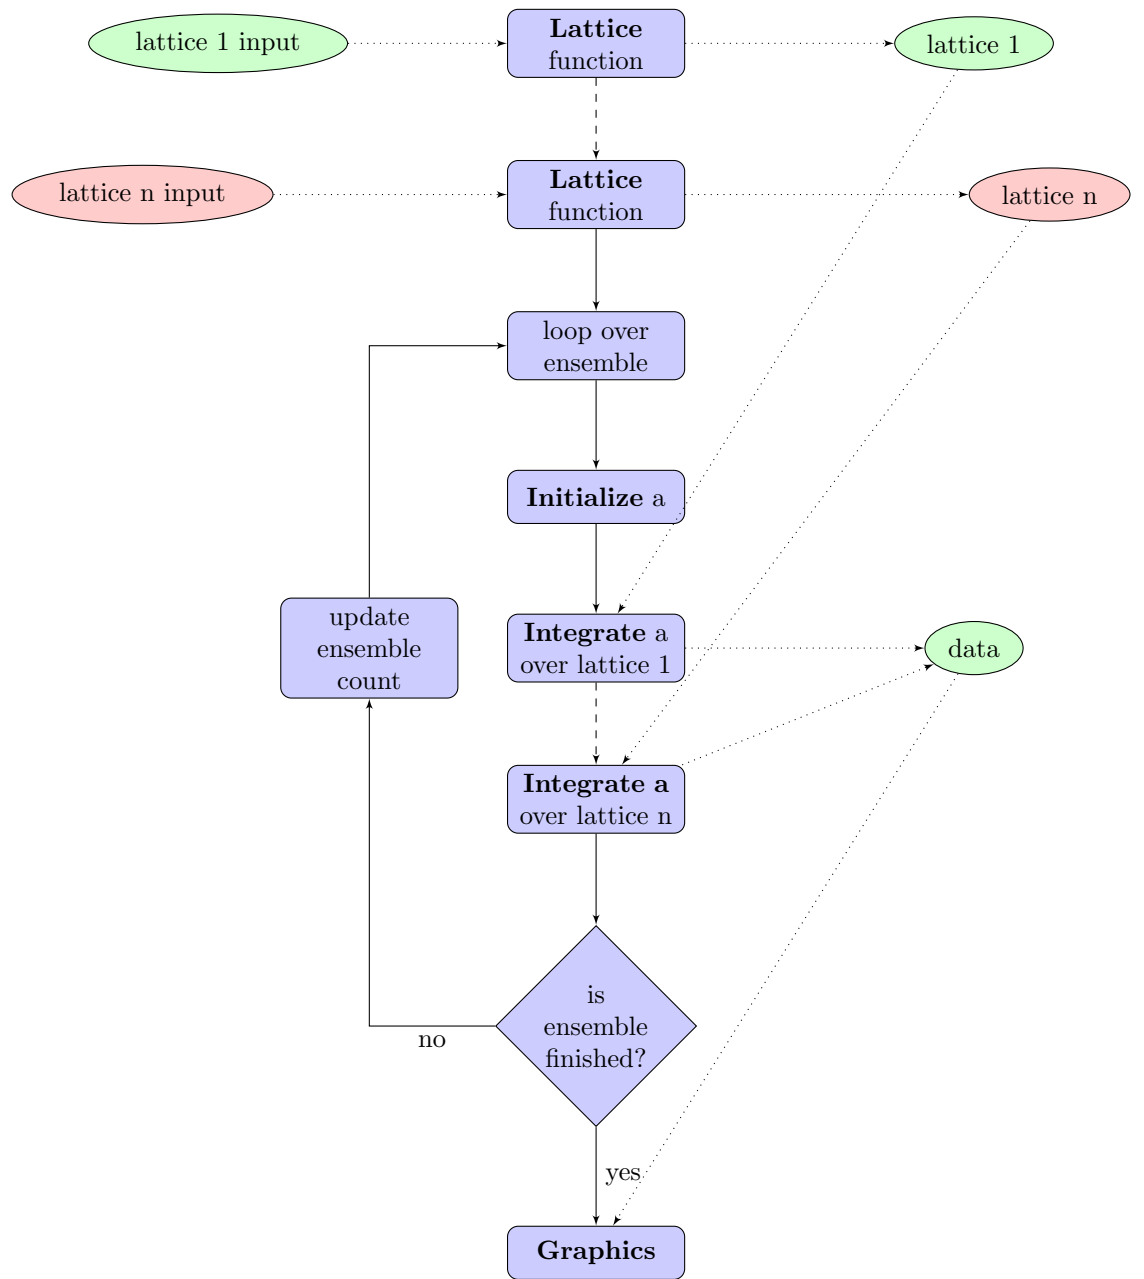 lattice 1 input
Lattice
function
lattice 1
lattice n input
Lattice
function
lattice n
loop over
ensemble
Initialize a
update
ensemble
count
Integrate a
over lattice 1
data
Integrate a
over lattice n
is
ensemble
finished?
no
yes
Graphics